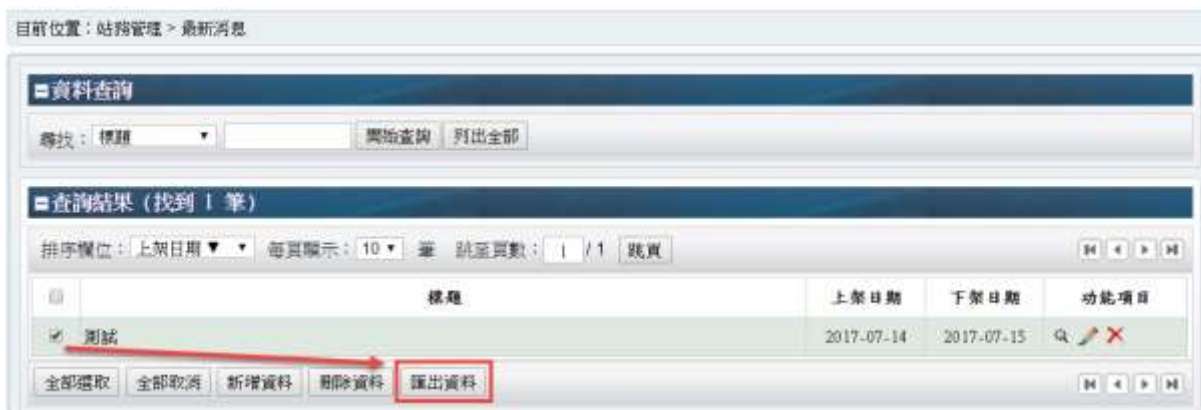 目前位置：站務管理 > 最新消息
資料查詢
尋找：標題 開始查詢 列出全部
查詢結果（找到 1 筆）
排序欄位：上架日期▼ 每頁顯示：10 筆 跳至頁數：1 / 1 跳頁
標題 上架日期 下架日期 功能項目
測試 2017-07-14 2017-07-15
全部選取 全部取消 新增資料 刪除資料 匯出資料